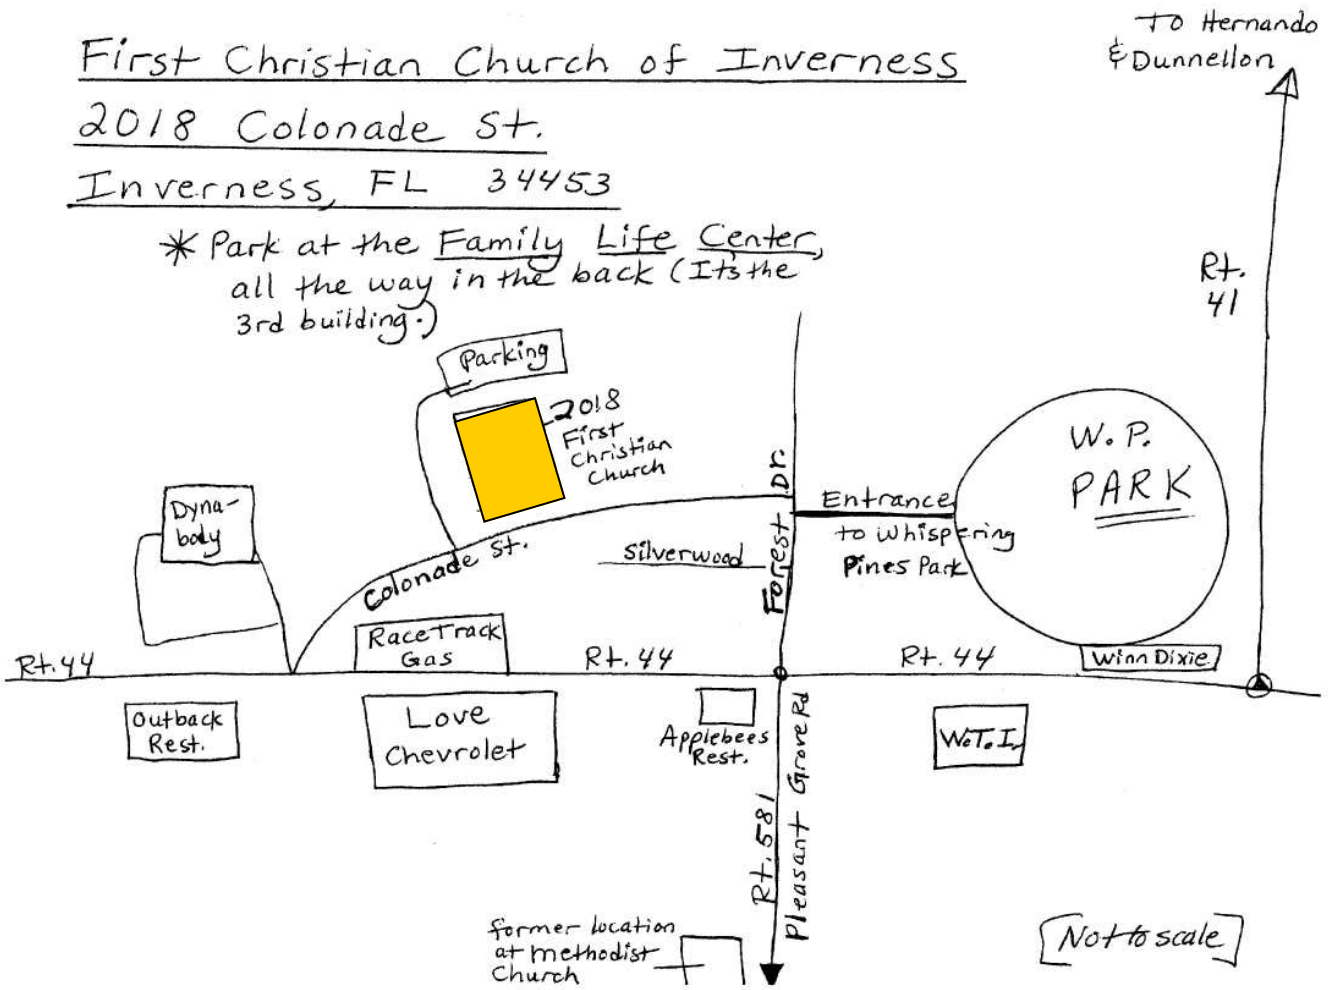 To Hernando
& Dunnellon
First Christian Church of Inverness
2018 Colonade St.
Inverness, FL 34453
* Park at the Family Life Center,
all the way in the back (It's the
3rd building.)
Rt.
41
Parking
2018
First
Christian
Church
W.P.
PARK
Dyna-
body
Forest Dr.
Entrance
to Whispering
Pines Park
Colonade St.
Silverwood
RaceTrack
Gas
Rt. 44
Rt. 44
Rt. 44
Winn Dixie
Outback
Rest.
Love
Chevrolet
Applebees
Rest.
W.T.I.
Rt. 581
Pleasant Grove Rd
former location
at methodist
Church
[Not to scale]